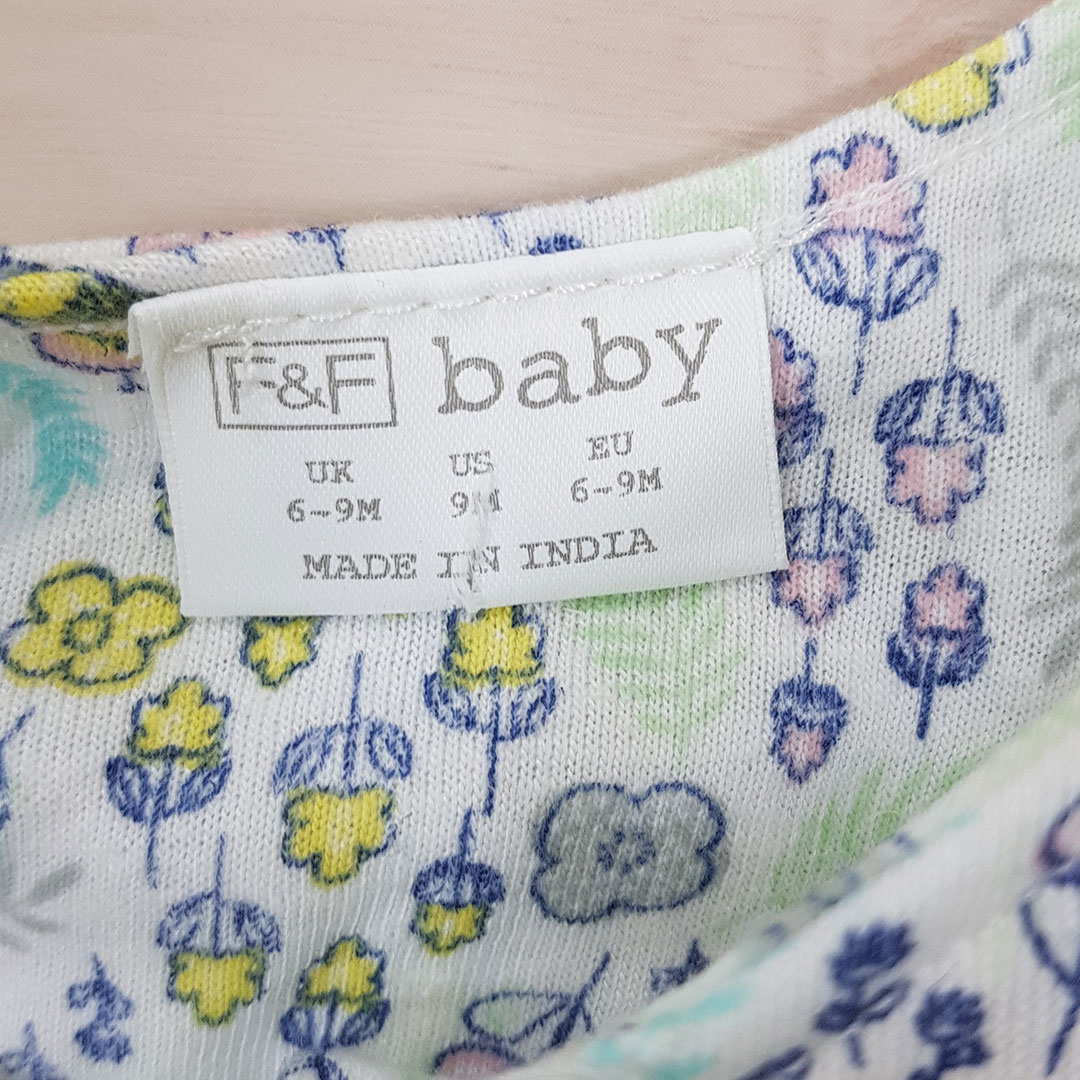 F&F baby
UK US EU
6-9M 9M 6-9M
MADE IN INDIA